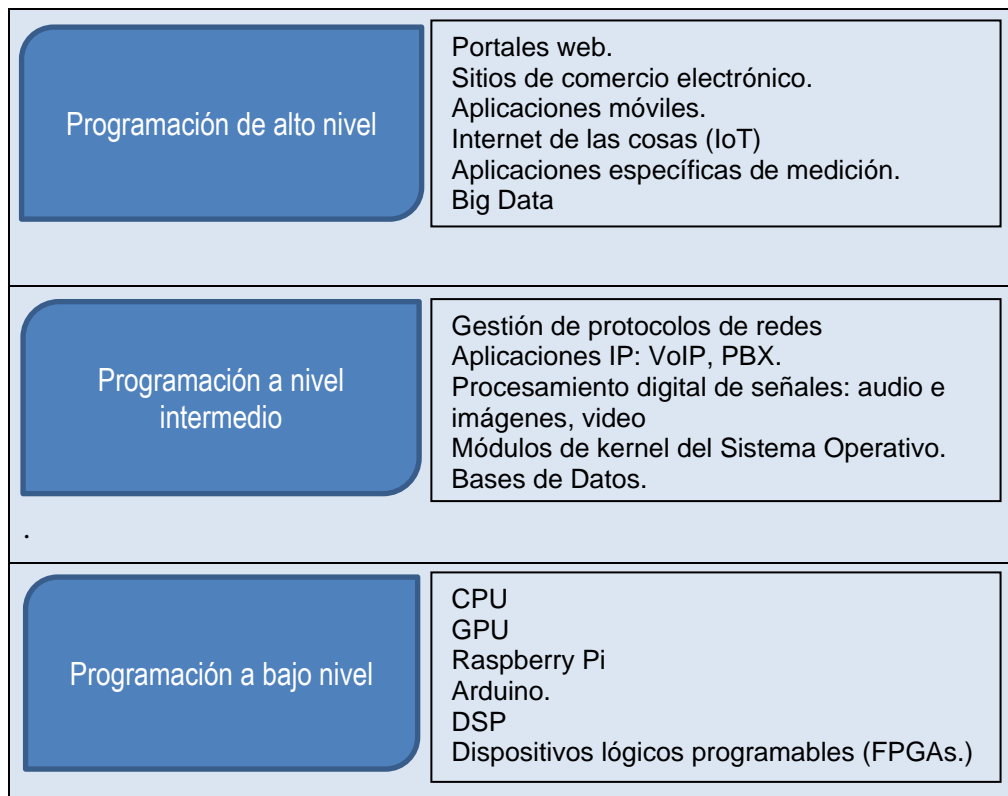 Programación de alto nivel
Portales web.
Sitios de comercio electrónico.
Aplicaciones móviles.
Internet de las cosas (IoT)
Aplicaciones específicas de medición.
Big Data
Programación a nivel
intermedio
Gestión de protocolos de redes
Aplicaciones IP: VoIP, PBX.
Procesamiento digital de señales: audio e
imágenes, video
Módulos de kernel del Sistema Operativo.
Bases de Datos.
.
Programación a bajo nivel
CPU
GPU
Raspberry Pi
Arduino.
DSP
Dispositivos lógicos programables (FPGAs.)